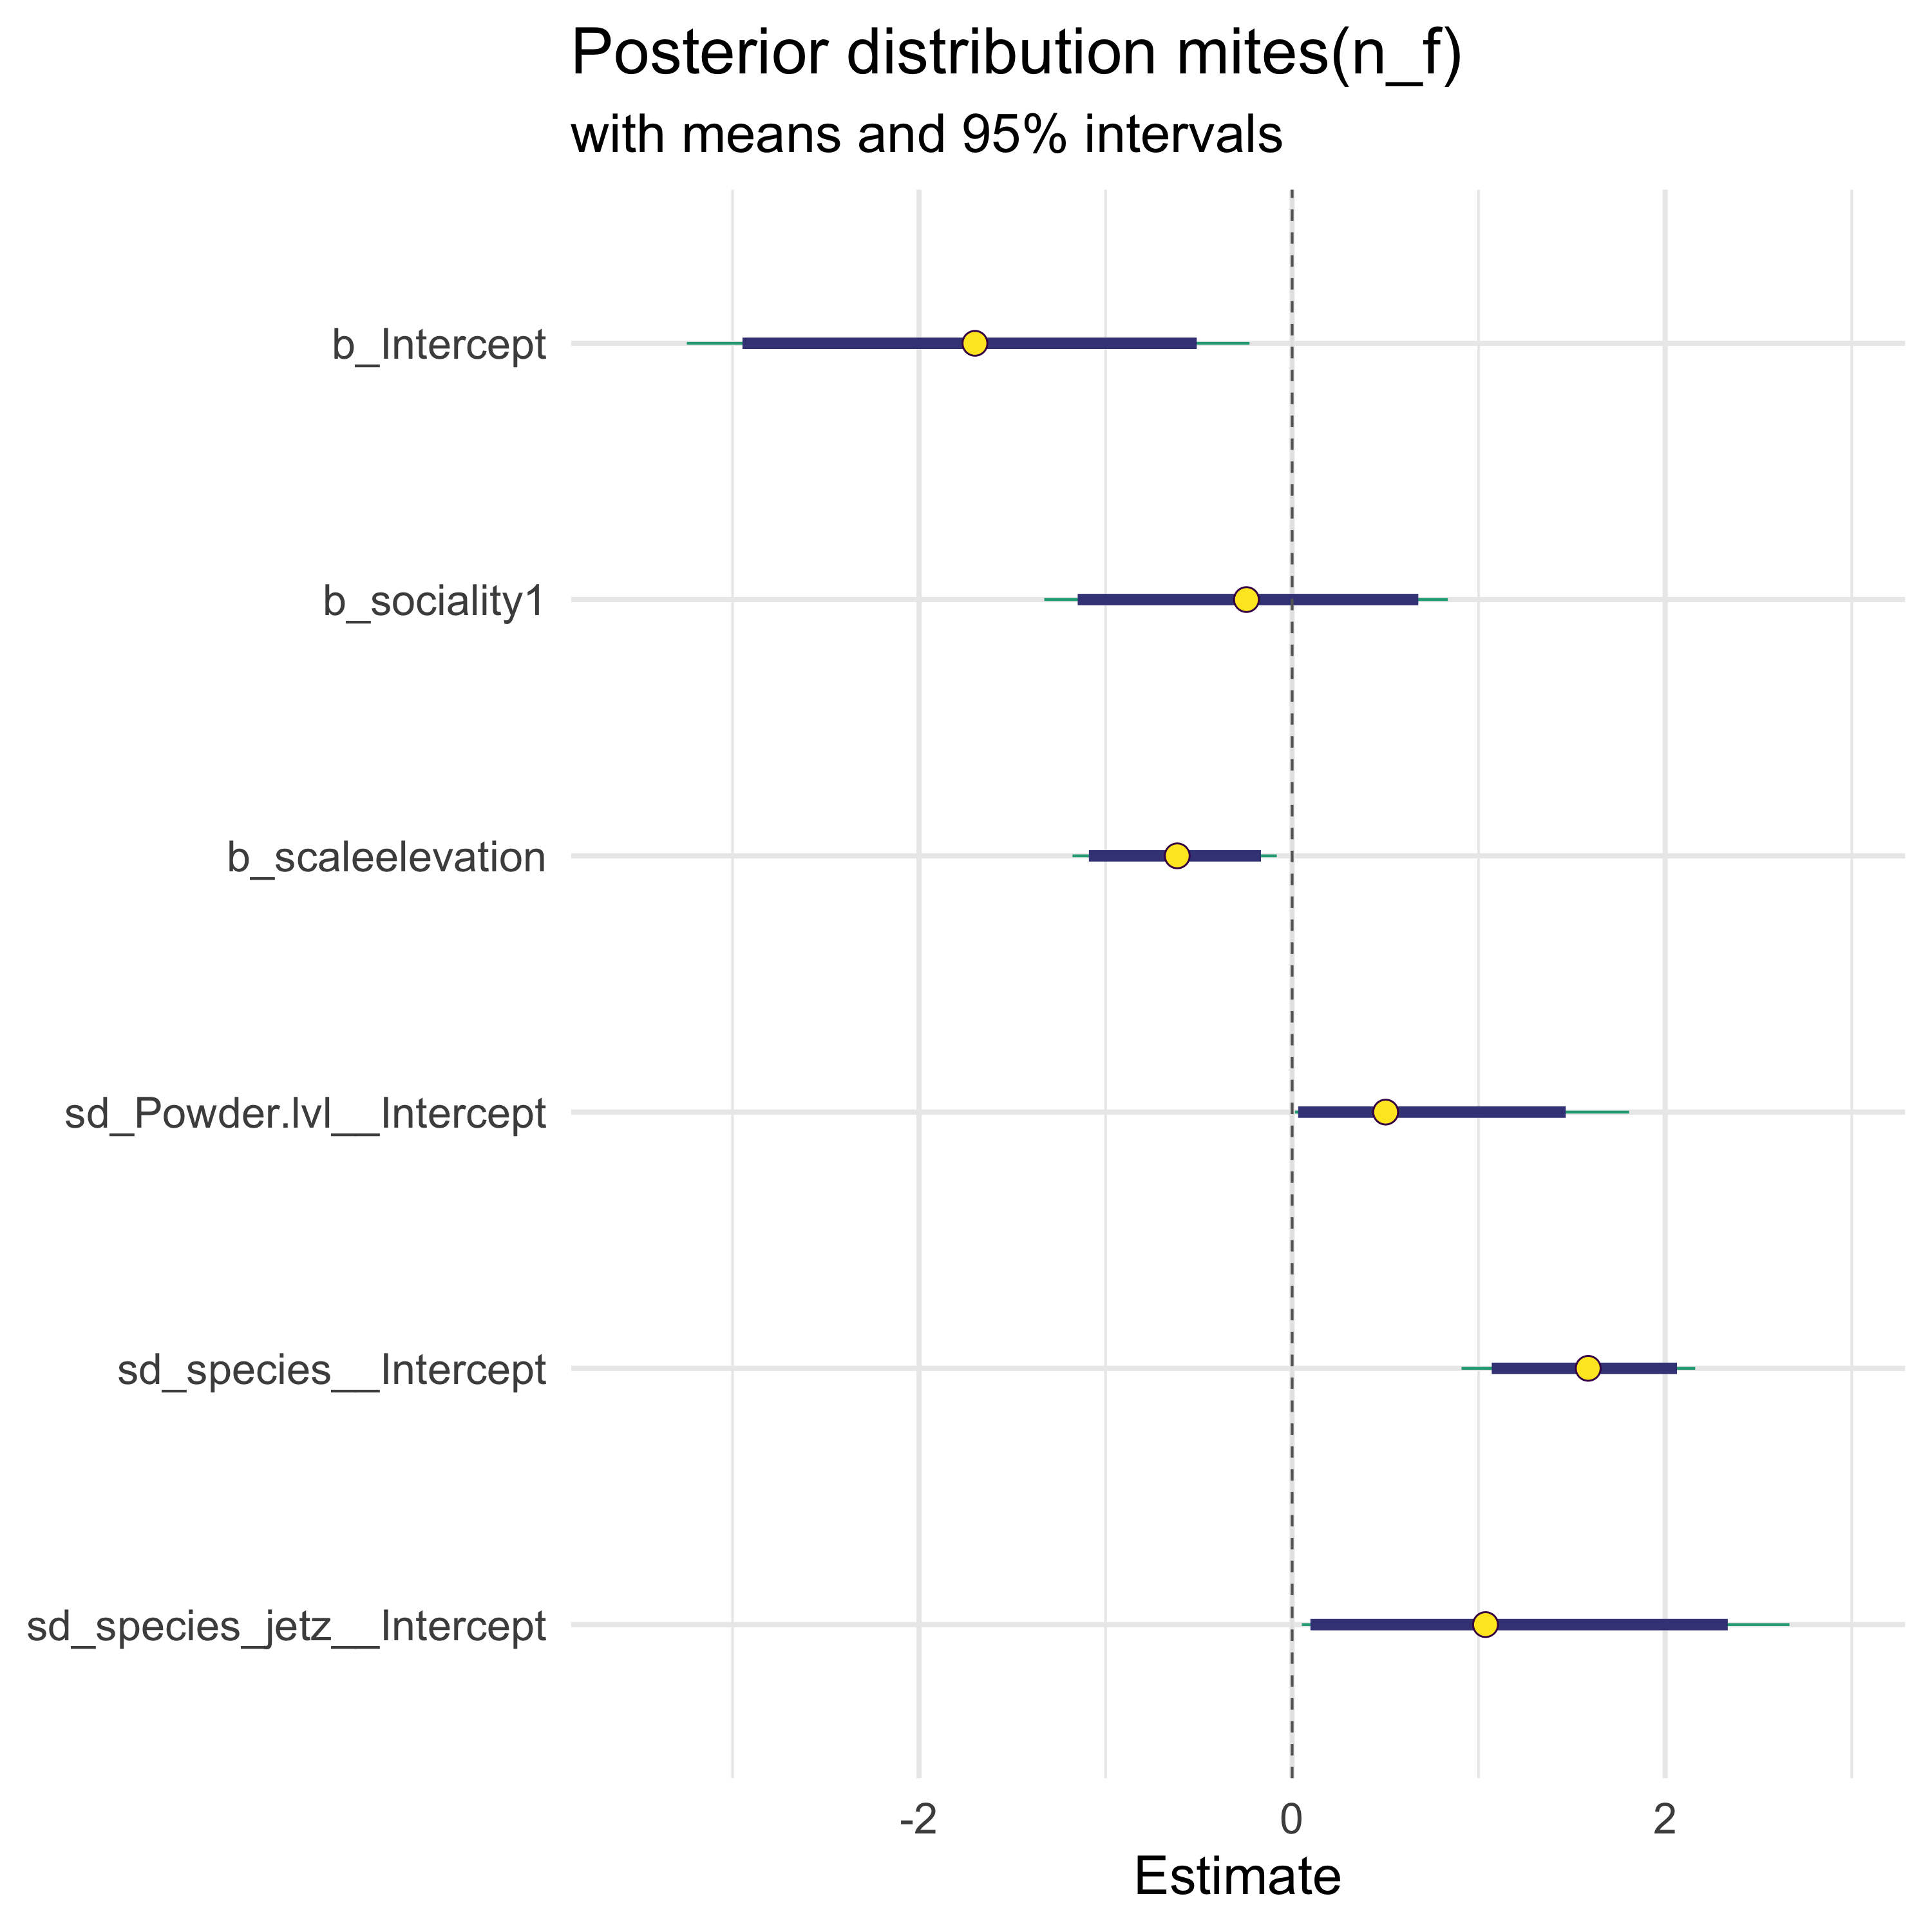 Posterior distribution mites(n_f)
with means and 95% intervals
b_Intercept
b_sociality1
b_scaleelevation
sd_Powder.lvl__Intercept
sd_species__Intercept
sd_species_jetz__Intercept
-2 0 2
Estimate